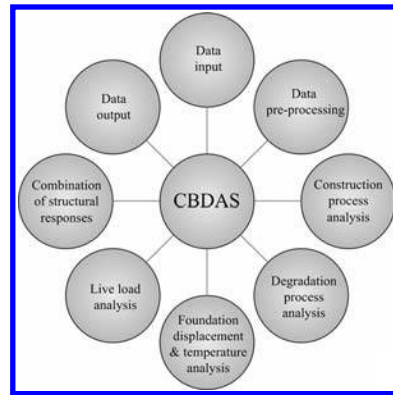 Data
input
Data
pre-processing
Construction
process
analysis
Degradation
process
analysis
Foundation
displacement
& temperature
analysis
Live load
analysis
Combination
of structural
responses
Data
output
CBDAS